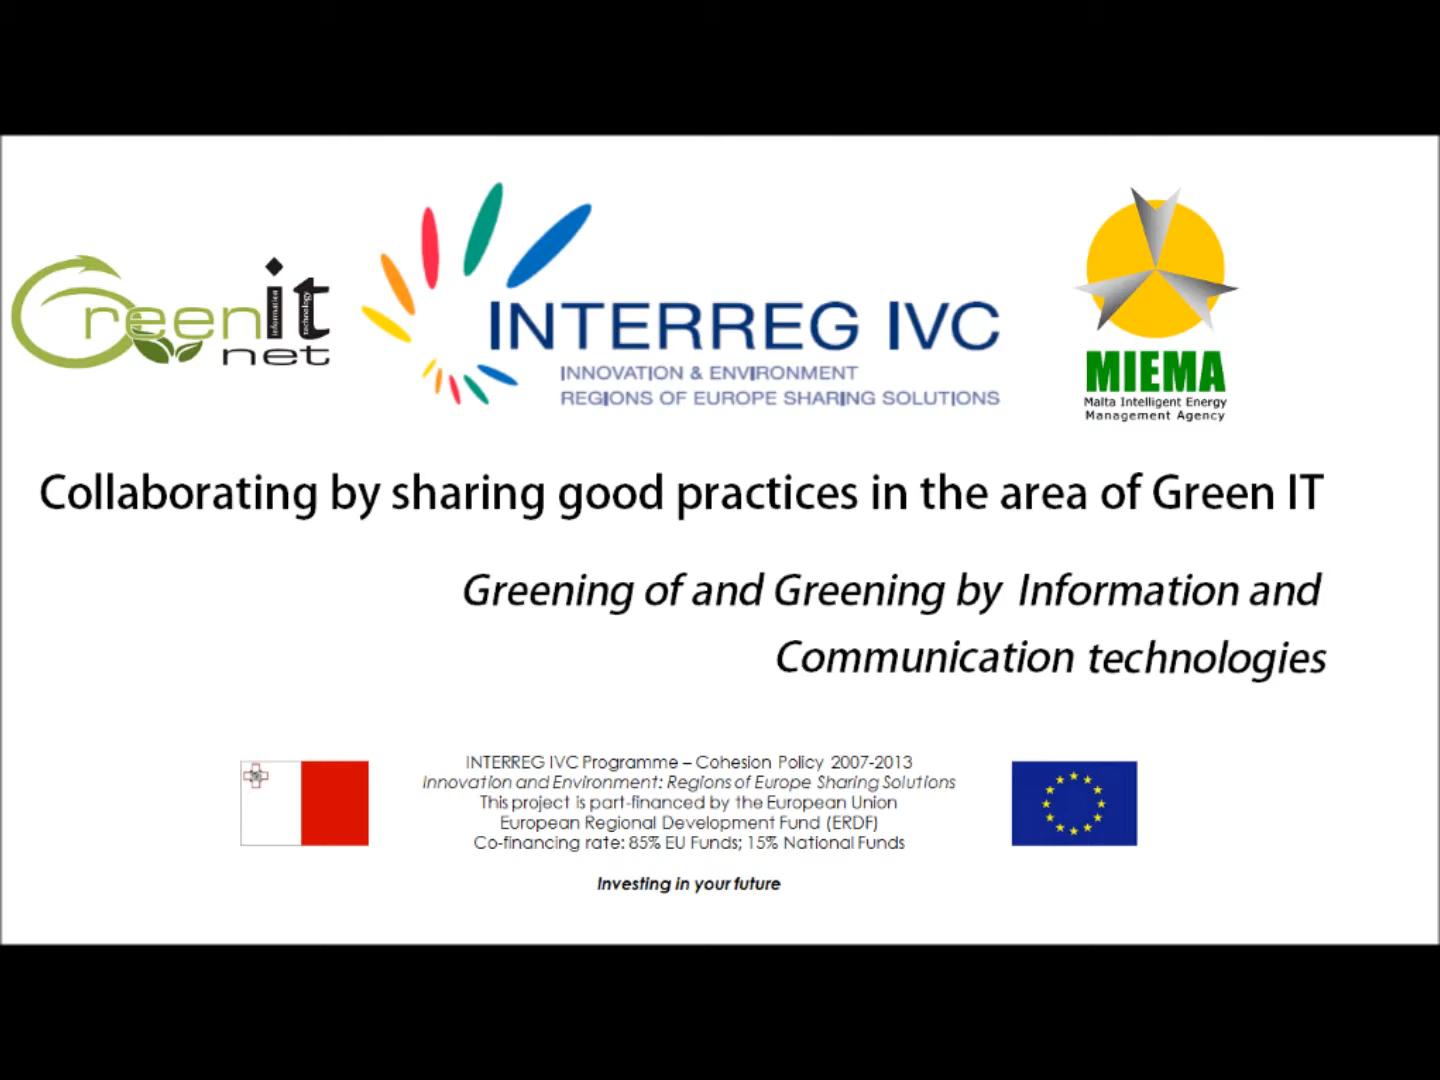 Greenit
information
technology
net
INTERREG IVC
INNOVATION & ENVIRONMENT
REGIONS OF EUROPE SHARING SOLUTIONS
MIEMA
Malta Intelligent Energy
Management Agency
Collaborating by sharing good practices in the area of Green IT
Greening of and Greening by Information and
Communication technologies
INTERREG IVC Programme – Cohesion Policy 2007-2013
Innovation and Environment: Regions of Europe Sharing Solutions
This project is part-financed by the European Union
European Regional Development Fund (ERDF)
Co-financing rate: 85% EU Funds; 15% National Funds
Investing in your future